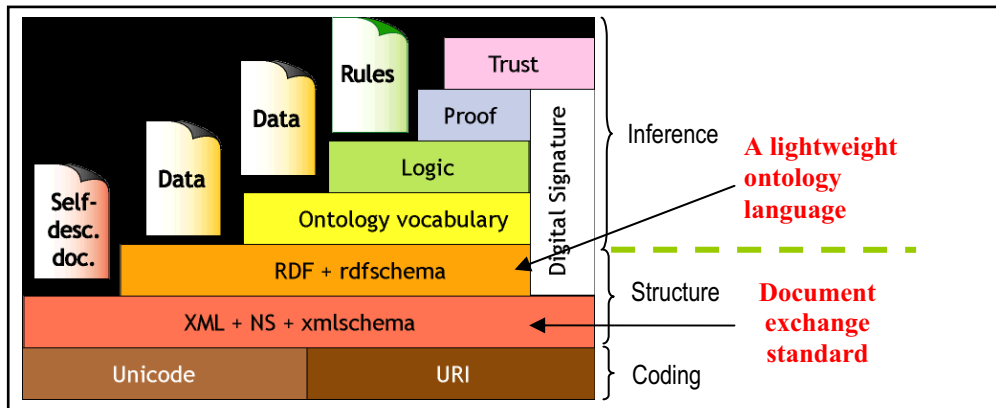 Trust
Rules
Proof
Data
Inference
Digital Signature
A lightweight
ontology
language
Logic
Data
Self-
desc.
doc.
Ontology vocabulary
RDF + rdfschema
Structure
Document
exchange
standard
XML + NS + xmlschema
Unicode
URI
Coding